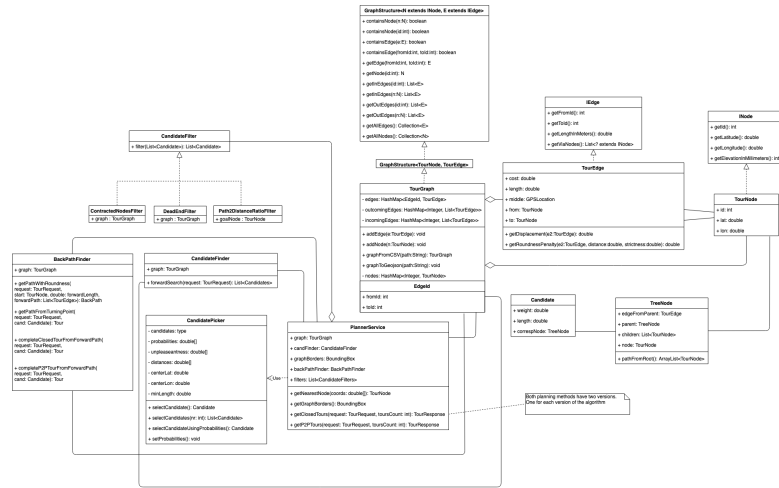 GraphStructure<N extends INode, E extends IEdge>
+ containsNode(n:N): boolean
+ containsNode(id:int): boolean
+ containsEdge(e:E): boolean
+ containsEdge(fromId:int, toId:int): boolean
+ getEdge(fromId:int, toId:int): E
+ getNode(id:int): N
+ getInEdges(id:int): List<E>
+ getInEdges(n:N): List<E>
+ getOutEdges(id:int): List<E>
+ getOutEdges(n:N): List<E>
+ getAllEdges(): Collection<E>
+ getAllNodes(): Collection<N>
IEdge
+ getFromId(): int
+ getToId(): int
+ getLengthInMeters(): double
+ getViaNodes(): List<? extends INode>
INode
+ getId(): int
+ getLatitude(): double
+ getLongitude(): double
+ getElevationInMillimeters(): int
CandidateFilter
+ filter(List<Candidate>): List<Candidate>
GraphStructure<TourNode, TourEdge>
TourGraph
- edges: HashMap<EdgeId, TourEdge>
- outcomingEdges: HashMap<Integer, List<TourEdge>>
- incomingEdges: HashMap<Integer, List<TourEdge>>
+ addEdge(e:TourEdge): void
+ addNode(n:TourNode): void
+ graphFromCSV(path:String): TourGraph
+ graphToGeojson(path:String): void
- nodes: HashMap<Integer, TourNode>
EdgeId
+ fromId: int
+ toId: int
TourEdge
+ cost: double
+ length: double
+ middle: GPSLocation
+ from: TourNode
+ to: TourNode
+ getDisplacement(e2:TourEdge): double
+ getRoundnessPenalty(e2:TourEdge, distance:double, strictness:double): double
TourNode
+ id: int
+ lat: double
+ lon: double
ContractedNodesFilter
+ graph : TourGraph
DeadEndFilter
+ graph : TourGraph
Path2DistanceRatioFilter
+ goalNode : TourNode
BackPathFinder
+ graph: TourGraph
+ getPathWithRoundness(
request: TourRequest,
start: TourNode, double: forwardLength,
forwardPath: List<TourEdge>): BackPath
+ getPathFromTurningPoint(
request: TourRequest,
cand: Candidate): Tour
+ completeClosedTourFromForwardPath(
request: TourRequest,
cand: Candidate): Tour
+ completeP2PTourFromForwardPath(
request: TourRequest,
cand: Candidate): Tour
CandidateFinder
+ graph: TourGraph
+ forwardSearch(request: TourRequest): List<Candidates>
CandidatePicker
- candidates: type
- probabilities: double[]
- unpleasantness: double[]
- distances: double[]
- centerLat: double
- centerLon: double
- minLength: double
+ selectCandidate(): Candidate
+ selectCandidates(nr: int): List<Candidate>
+ selectCandidateUsingProbabilities(): Candidate
+ setProbabilities(): void
Use
PlannerService
+ graph: TourGraph
+ candFinder: CandidateFinder
+ graphBorders: BoundingBox
+ backPathFinder: BackPathFinder
+ filters: List<CandidateFilters>
+ getNearestNode(coords: double[]): TourNode
+ getGraphBorders(): BoundingBox
+ getClosedTours(request: TourRequest, toursCount: int): TourResponse
+ getP2PTours(request: TourRequest, toursCount: int): TourResponse
Candidate
+ weight: double
+ length: double
+ correspNode: TreeNode
TreeNode
+ edgeFromParent: TourEdge
+ parent: TreeNode
+ children: List<TourNode>
+ node: TourNode
+ pathFromRoot(): ArrayList<TourNode>
Both planning methods have two versions.
One for each version of the algorithm